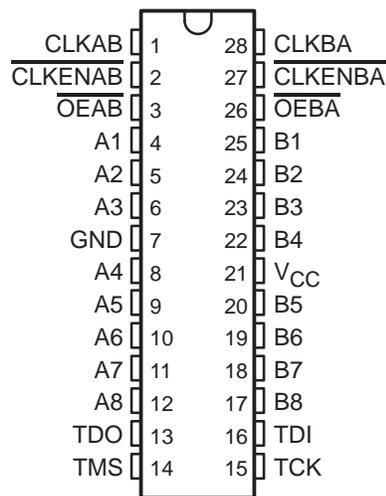 CLKAB 1 28 CLKBA
CLKENAB 2 27 CLKENBA
OEAB 3 26 OEBA
A1 4 25 B1
A2 5 24 B2
A3 6 23 B3
GND 7 22 B4
A4 8 21 VCC
A5 9 20 B5
A6 10 19 B6
A7 11 18 B7
A8 12 17 B8
TDO 13 16 TDI
TMS 14 15 TCK